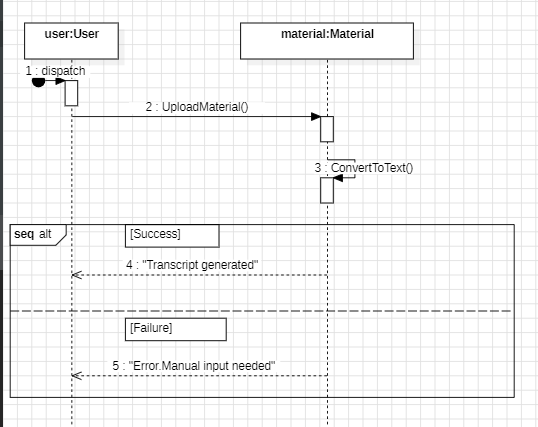 user:User
material:Material
1 : dispatch
2 : UploadMaterial()
3 : ConvertToText()
seq alt
[Success]
4 : "Transcript generated"
[Failure]
5 : "Error.Manual input needed"